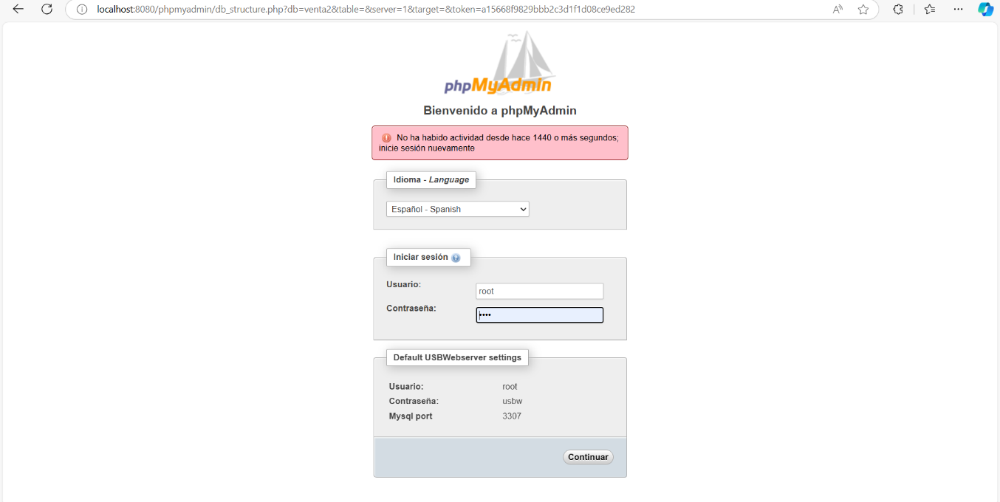 localhost:8080/phpmyadmin/db_structure.php?db=venta2&table=&server=1&target=&token=a15668f9829bbb2c3d1f1d08ce9ed282
phpMyAdmin
Bienvenido a phpMyAdmin
No ha habido actividad desde hace 1440 o más segundos;
inicie sesión nuevamente
Idioma - Language
Español - Spanish
Iniciar sesión
Usuario:
root
Contraseña:
••••
Default USBWebserver settings
Usuario: root
Contraseña: usbw
Mysql port 3307
Continuar